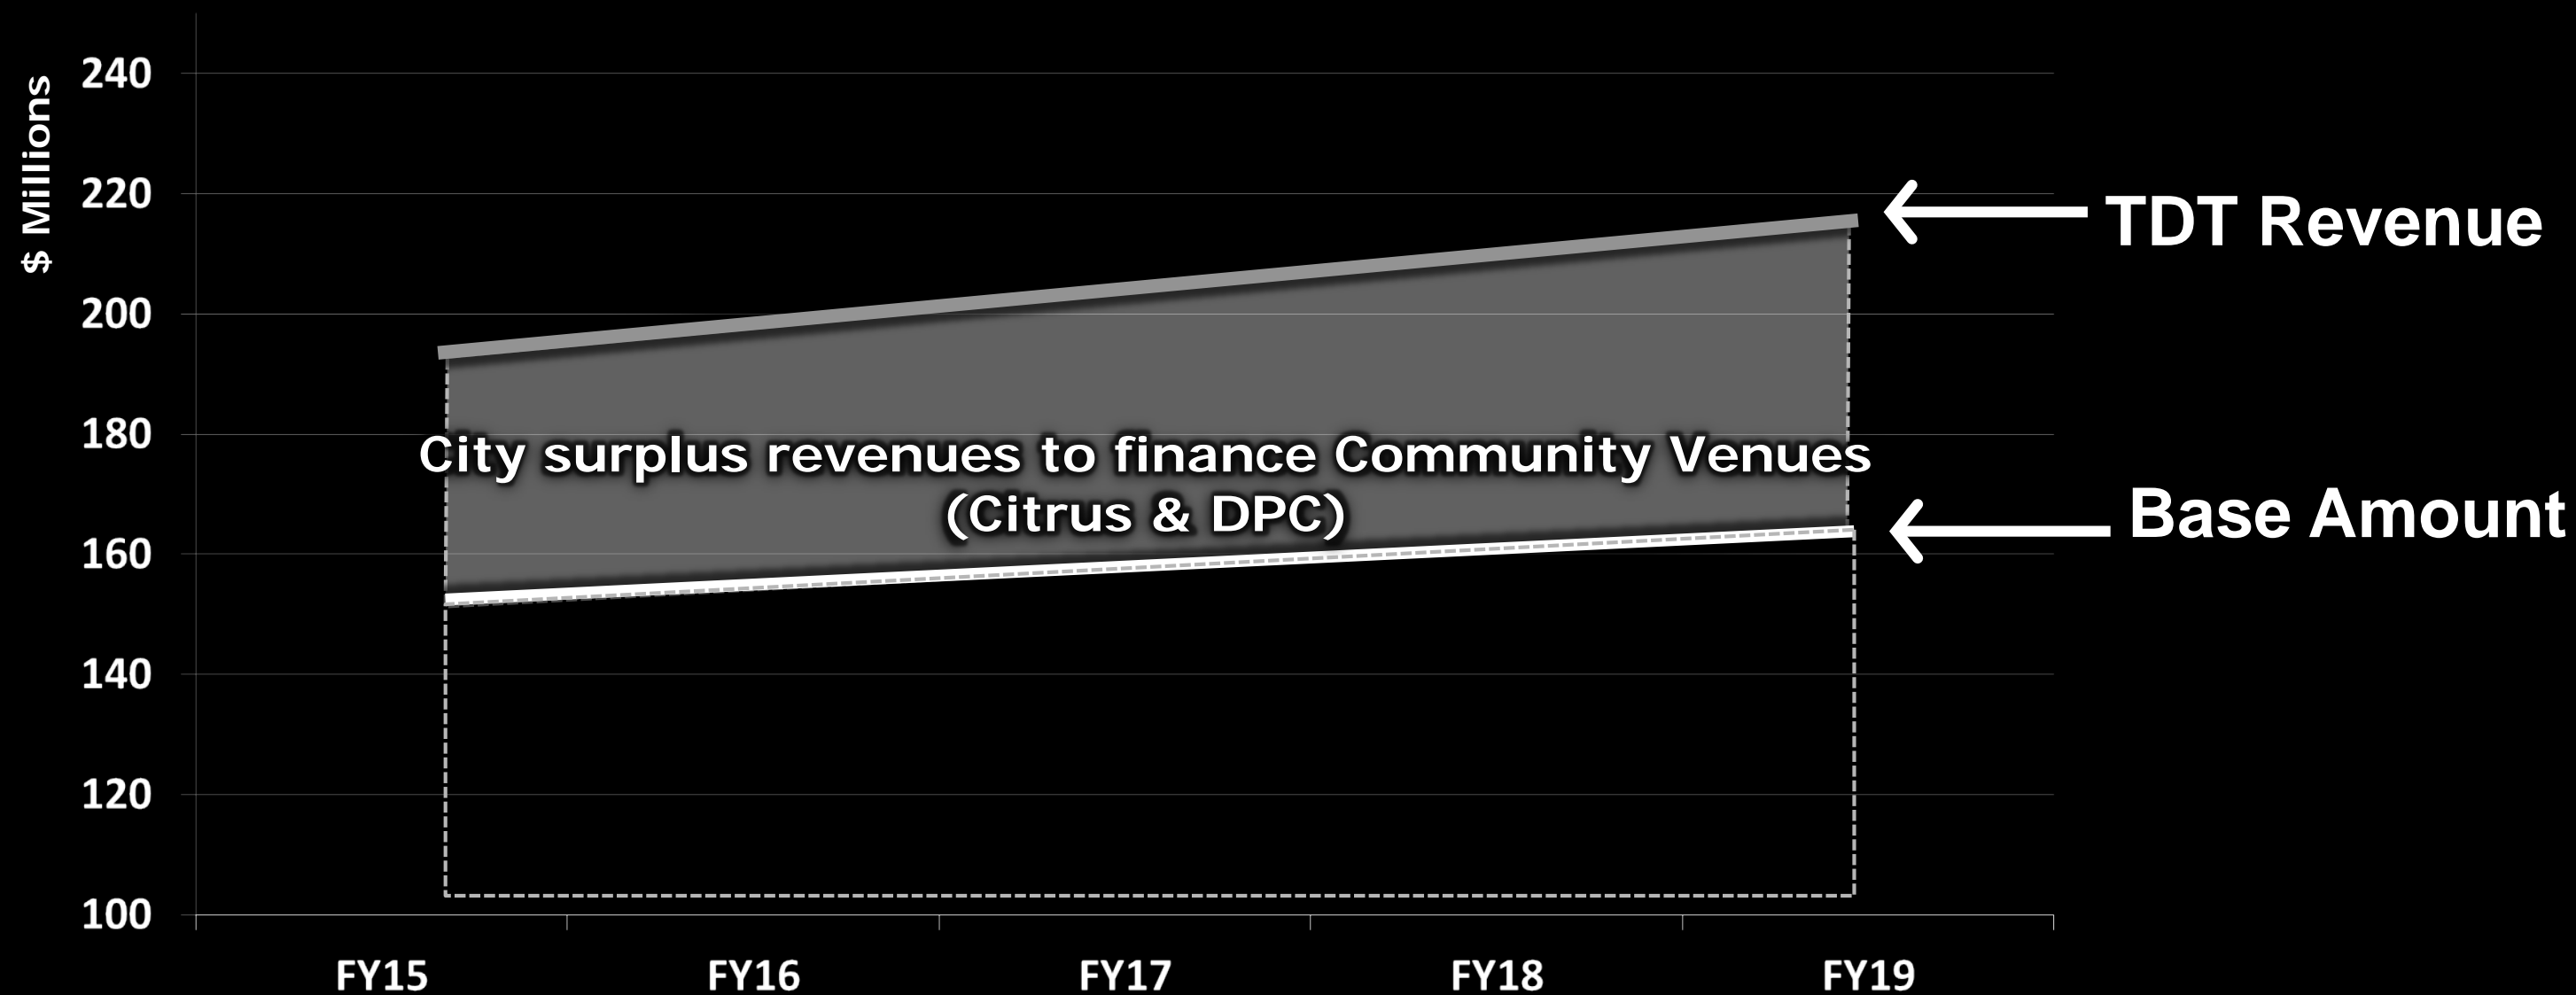 $ Millions
240
220
200
180
160
140
120
100
TDT Revenue
City surplus revenues to finance Community Venues
(Citrus & DPC)
Base Amount
FY15 FY16 FY17 FY18 FY19